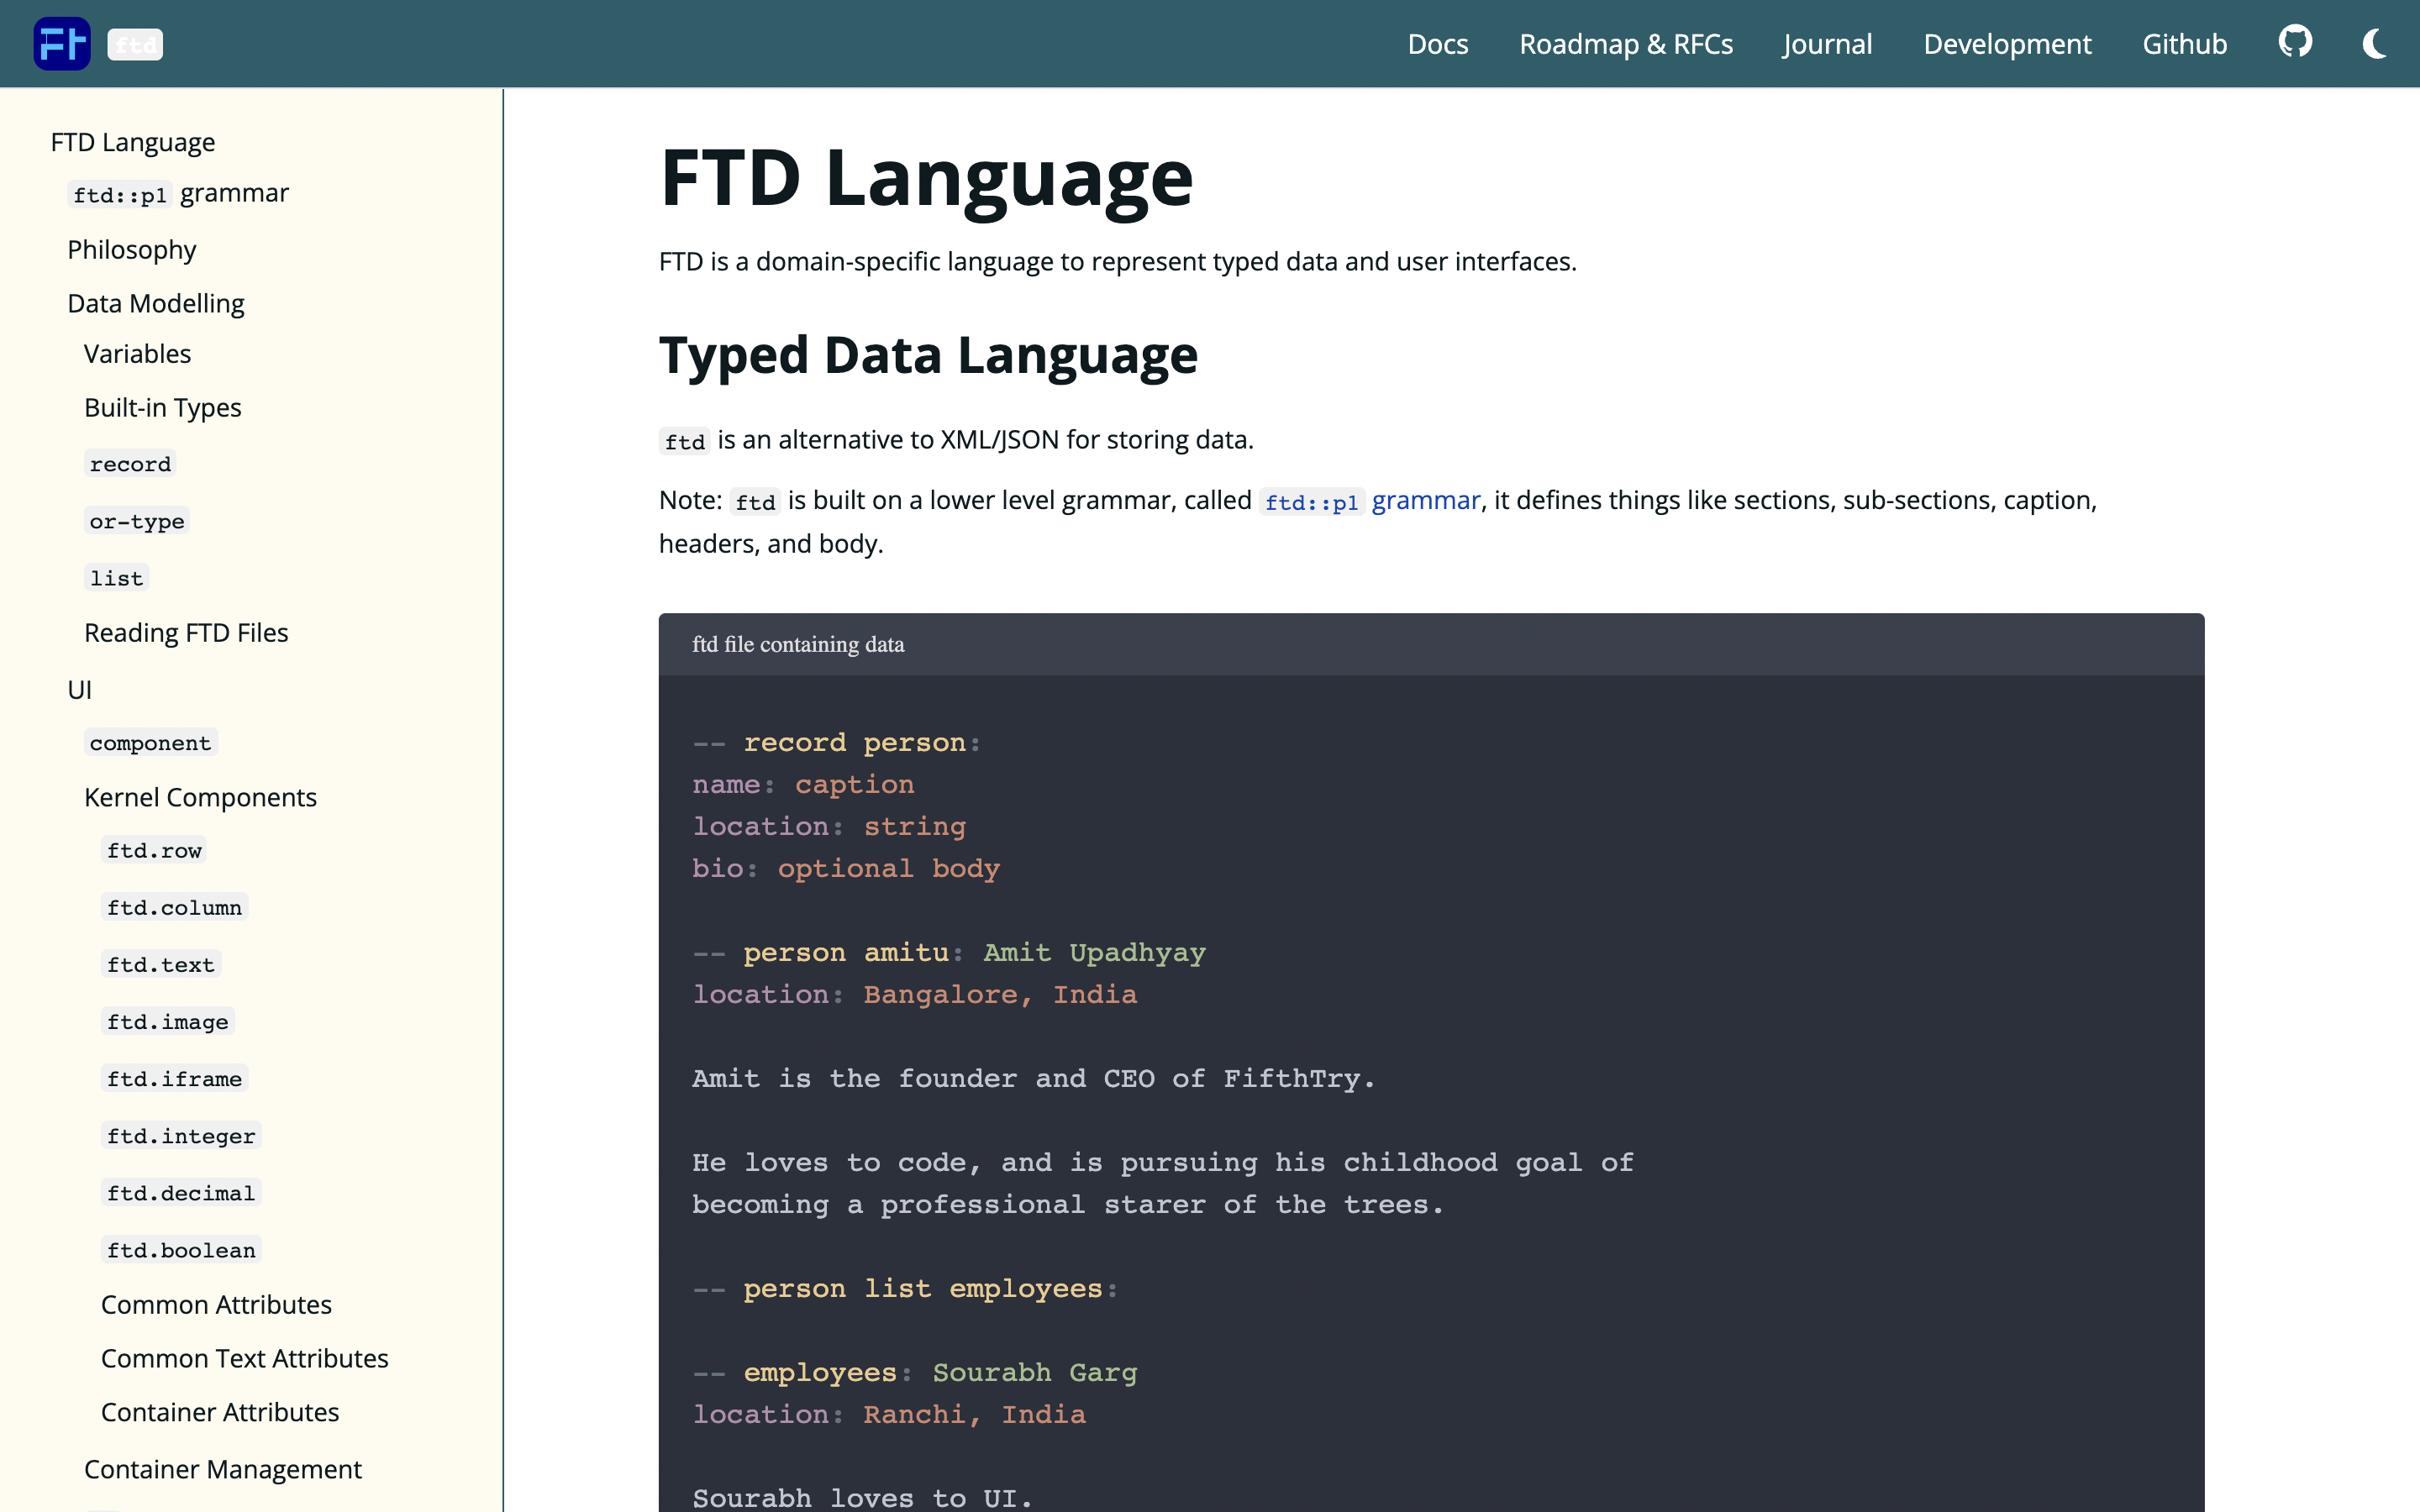 Ft ftd Docs Roadmap & RFCs Journal Development Github
FTD Language
ftd::p1 grammar
Philosophy
Data Modelling
Variables
Built-in Types
record
or-type
list
Reading FTD Files
UI
component
Kernel Components
ftd.row
ftd.column
ftd.text
ftd.image
ftd.iframe
ftd.integer
ftd.decimal
ftd.boolean
Common Attributes
Common Text Attributes
Container Attributes
Container Management
FTD Language
FTD is a domain-specific language to represent typed data and user interfaces.
Typed Data Language
ftd is an alternative to XML/JSON for storing data.
Note: ftd is built on a lower level grammar, called ftd::p1 grammar, it defines things like sections, sub-sections, caption,
headers, and body.
ftd file containing data
-- record person:
name: caption
location: string
bio: optional body
-- person amitu: Amit Upadhyay
location: Bangalore, India
Amit is the founder and CEO of FifthTry.
He loves to code, and is pursuing his childhood goal of
becoming a professional starer of the trees.
-- person list employees:
-- employees: Sourabh Garg
location: Ranchi, India
Sourabh loves to UI.